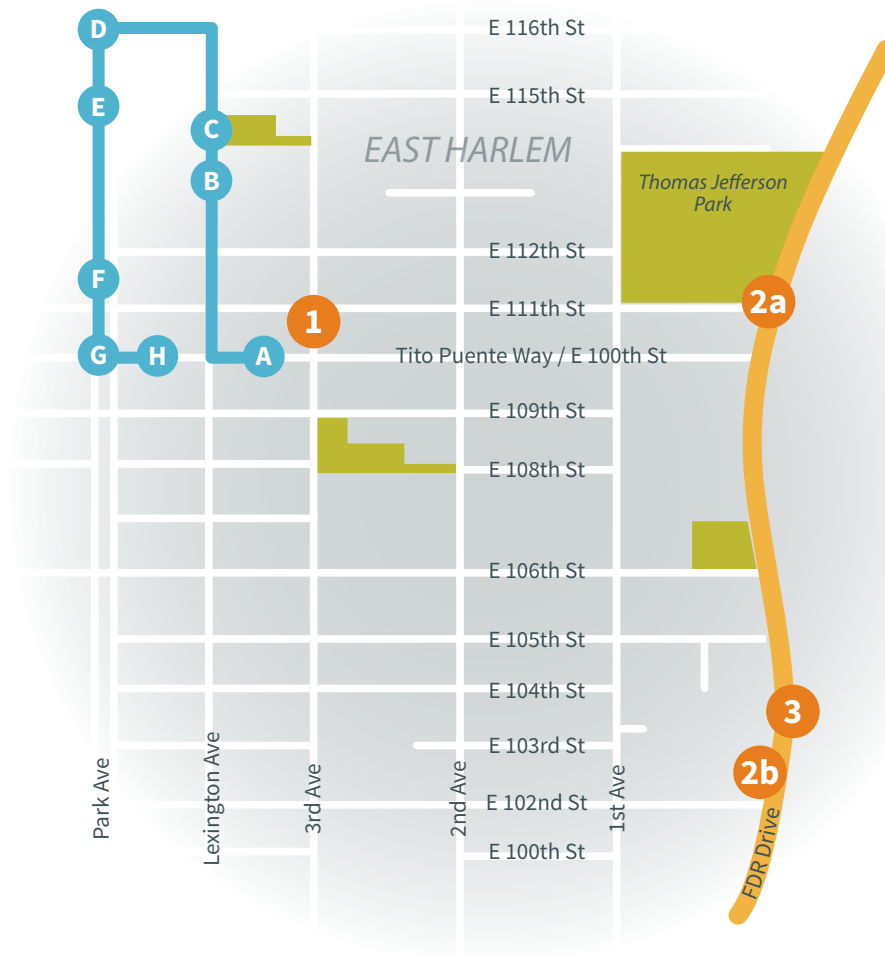 D
E 116th St
E
E 115th St
C
EAST HARLEM
B
Thomas Jefferson
Park
E 112th St
F
2a
E 111th St
1
G
H
A
Tito Puente Way / E 100th St
E 109th St
E 108th St
E 106th St
E 105th St
E 104th St
3
E 103rd St
2b
Park Ave
Lexington Ave
3rd Ave
2nd Ave
1st Ave
E 102nd St
FDR Drive
E 100th St